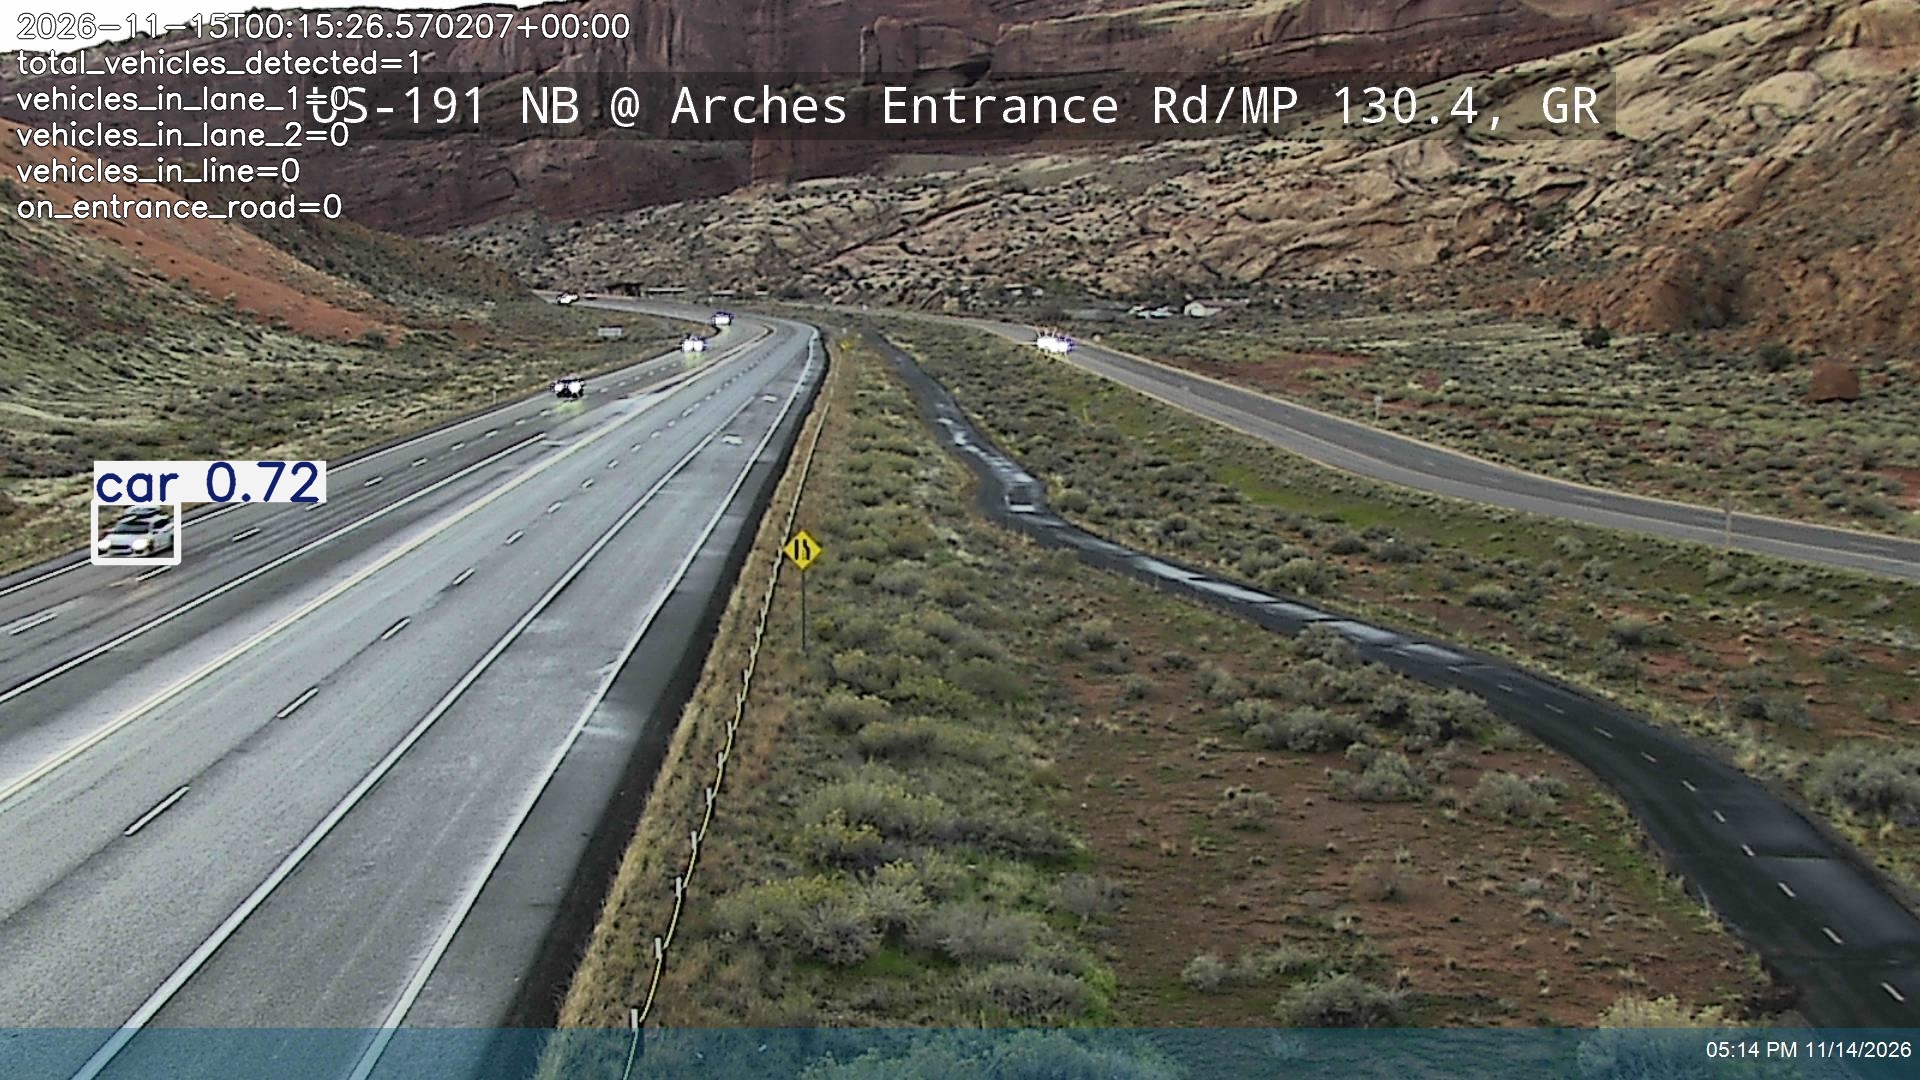 2026-11-15T00:15:26.570207+00:00
total_vehicles_detected=1
vehicles_in_lane_1=0
US-191 NB @ Arches Entrance Rd/MP 130.4, GR
vehicles_in_lane_2=0
vehicles_in_line=0
on_entrance_road=0
car 0.72
05:14 PM 11/14/2026